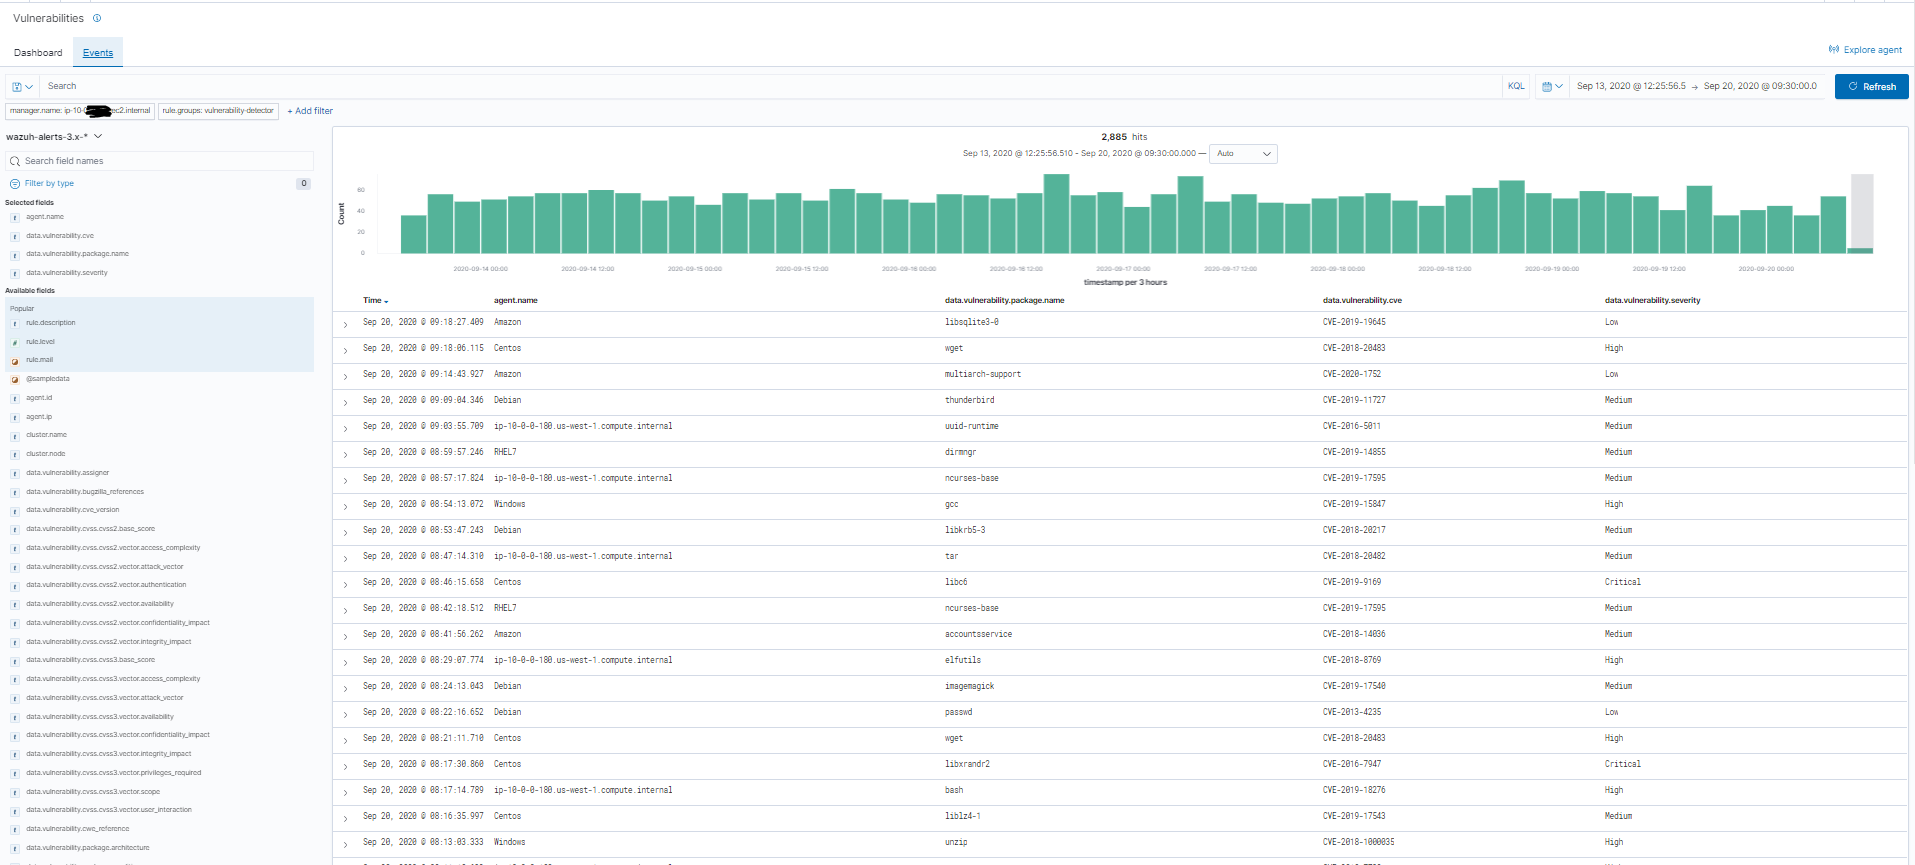 Vulnerabilities
Dashboard Events
Explore agent
Search KQL Sep 13, 2020 @ 12:25:56.5 → Sep 20, 2020 @ 09:30:00.0 Refresh
manager.name: ip-10- ec2.internal rule.groups: vulnerability-detector + Add filter
wazuh-alerts-3.x-*
Search field names
Filter by type 0
Selected fields
agent.name
data.vulnerability.cve
data.vulnerability.package.name
data.vulnerability.severity
Available fields
Popular
rule.description
rule.level
rule.mail
@sampledata
agent.id
agent.ip
cluster.name
cluster.node
data.vulnerability.assigner
data.vulnerability.bugzilla_references
data.vulnerability.cve_version
data.vulnerability.cvss.cvss2.base_score
data.vulnerability.cvss.cvss2.vector.access_complexity
data.vulnerability.cvss.cvss2.vector.attack_vector
data.vulnerability.cvss.cvss2.vector.authentication
data.vulnerability.cvss.cvss2.vector.availability
data.vulnerability.cvss.cvss2.vector.confidentiality_impact
data.vulnerability.cvss.cvss2.vector.integrity_impact
data.vulnerability.cvss.cvss3.base_score
data.vulnerability.cvss.cvss3.vector.access_complexity
data.vulnerability.cvss.cvss3.vector.attack_vector
data.vulnerability.cvss.cvss3.vector.availability
data.vulnerability.cvss.cvss3.vector.confidentiality_impact
data.vulnerability.cvss.cvss3.vector.integrity_impact
data.vulnerability.cvss.cvss3.vector.privileges_required
data.vulnerability.cvss.cvss3.vector.scope
data.vulnerability.cvss.cvss3.vector.user_interaction
data.vulnerability.cwe_reference
data.vulnerability.package.architecture
2,885 hits
Sep 13, 2020 @ 12:25:56.510 - Sep 20, 2020 @ 09:30:00.000 — Auto
Count
60
40
20
0
2020-09-14 00:00 2020-09-14 12:00 2020-09-15 00:00 2020-09-15 12:00 2020-09-16 00:00 2020-09-16 12:00 2020-09-17 00:00 2020-09-17 12:00 2020-09-18 00:00 2020-09-18 12:00 2020-09-19 00:00 2020-09-19 12:00 2020-09-20 00:00
timestamp per 3 hours
Time agent.name data.vulnerability.package.name data.vulnerability.cve data.vulnerability.severity
Sep 20, 2020 @ 09:18:27.409 Amazon libsqlite3-0 CVE-2019-19645 Low
Sep 20, 2020 @ 09:18:06.115 Centos wget CVE-2018-20483 High
Sep 20, 2020 @ 09:14:43.927 Amazon multiarch-support CVE-2020-1752 Low
Sep 20, 2020 @ 09:09:04.346 Debian thunderbird CVE-2019-11727 Medium
Sep 20, 2020 @ 09:03:55.709 ip-10-0-0-180.us-west-1.compute.internal uuid-runtime CVE-2016-5011 Medium
Sep 20, 2020 @ 08:59:57.246 RHEL7 dirmngr CVE-2019-14855 Medium
Sep 20, 2020 @ 08:57:17.824 ip-10-0-0-180.us-west-1.compute.internal ncurses-base CVE-2019-17595 Medium
Sep 20, 2020 @ 08:54:13.072 Windows gcc CVE-2019-15847 High
Sep 20, 2020 @ 08:53:47.243 Debian libkrb5-3 CVE-2018-20217 Medium
Sep 20, 2020 @ 08:47:14.310 ip-10-0-0-180.us-west-1.compute.internal tar CVE-2018-20482 Medium
Sep 20, 2020 @ 08:46:15.658 Centos libc6 CVE-2019-9169 Critical
Sep 20, 2020 @ 08:42:18.512 RHEL7 ncurses-base CVE-2019-17595 Medium
Sep 20, 2020 @ 08:41:56.262 Amazon accountsservice CVE-2018-14036 Medium
Sep 20, 2020 @ 08:29:07.774 ip-10-0-0-180.us-west-1.compute.internal elfutils CVE-2018-8769 High
Sep 20, 2020 @ 08:24:13.043 Debian imagemagick CVE-2019-17540 Medium
Sep 20, 2020 @ 08:22:16.652 Debian passwd CVE-2013-4235 Low
Sep 20, 2020 @ 08:21:11.710 Centos wget CVE-2018-20483 High
Sep 20, 2020 @ 08:17:30.860 Centos libxrandr2 CVE-2016-7947 Critical
Sep 20, 2020 @ 08:17:14.789 ip-10-0-0-180.us-west-1.compute.internal bash CVE-2019-18276 High
Sep 20, 2020 @ 08:16:35.997 Centos liblz4-1 CVE-2019-17543 Medium
Sep 20, 2020 @ 08:13:03.333 Windows unzip CVE-2018-1000035 High